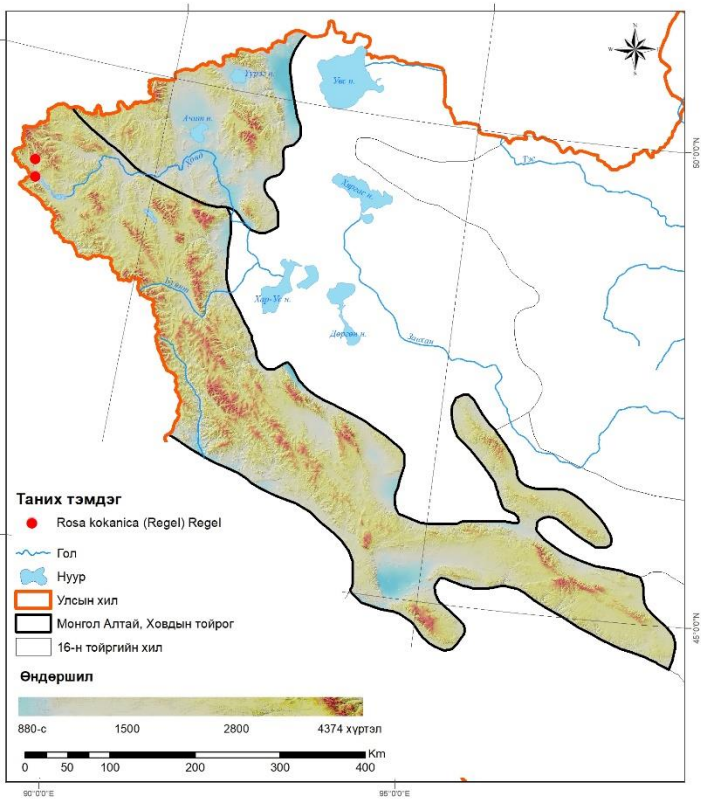 N
W
S
Увс н.
Ачит н.
Ховд
Хяргас н.
Тэс
Хар-Ус н.
Дөргөн н.
Завхан
50°0'0"N
45°0'0"N
Таних тэмдэг
Rosa kokanica (Regel) Regel
Гол
Нуур
Улсын хил
Монгол Алтай, Ховдын тойрог
16-н тойргийн хил
Өндөршил
880-с 1500 2800 4374 хүртэл
Km
0 50 100 200 300 400
90°0'0"E 95°0'0"E